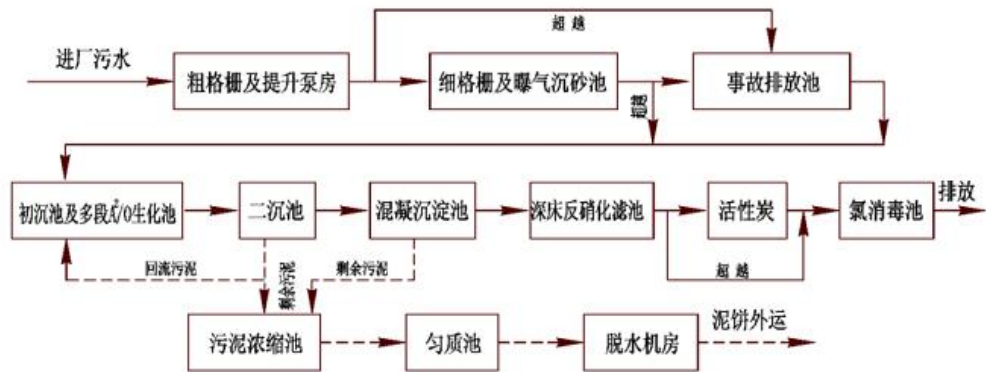 超越
进厂污水
粗格栅及提升泵房
细格栅及曝气沉砂池
事故排放池
超越
初沉池及多段A²/O生化池
二沉池
混凝沉淀池
深床反硝化滤池
活性炭
氯消毒池
排放
回流污泥
剩余污泥
剩余污泥
超越
污泥浓缩池
匀质池
脱水机房
泥饼外运